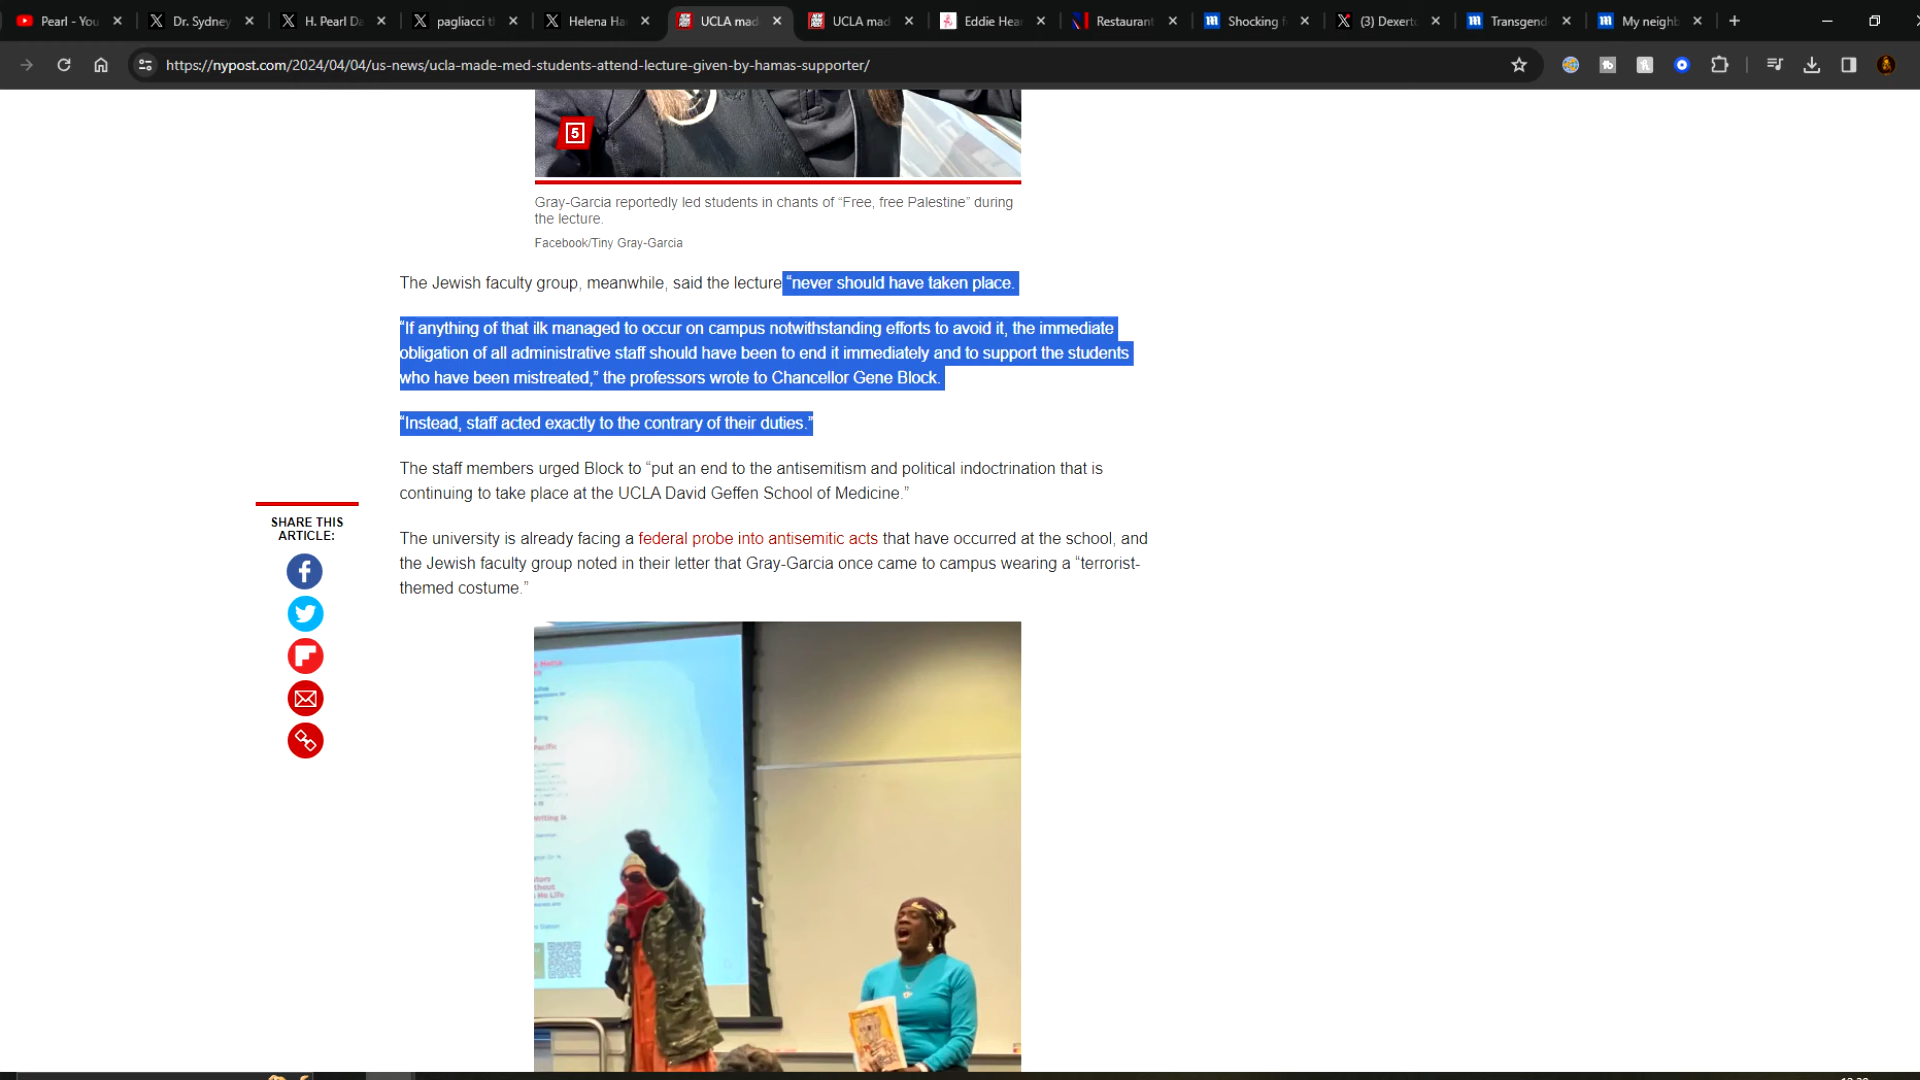 Pearl - You
Dr. Sydney
H. Pearl Da
pagliacci t
Helena Ha
UCLA mad
UCLA mad
Eddie Hea
Restaurant
Shocking f
(3) Dexerto
Transgend
My neighb
https://nypost.com/2024/04/04/us-news/ucla-made-med-students-attend-lecture-given-by-hamas-supporter/
5
Gray-Garcia reportedly led students in chants of “Free, free Palestine” during
the lecture.
Facebook/Tiny Gray-Garcia
The Jewish faculty group, meanwhile, said the lecture “never should have taken place.
“If anything of that ilk managed to occur on campus notwithstanding efforts to avoid it, the immediate
obligation of all administrative staff should have been to end it immediately and to support the students
who have been mistreated,” the professors wrote to Chancellor Gene Block.
“Instead, staff acted exactly to the contrary of their duties.”
The staff members urged Block to “put an end to the antisemitism and political indoctrination that is
continuing to take place at the UCLA David Geffen School of Medicine.”
SHARE THIS
ARTICLE:
The university is already facing a federal probe into antisemitic acts that have occurred at the school, and
the Jewish faculty group noted in their letter that Gray-Garcia once came to campus wearing a “terrorist-
themed costume.”